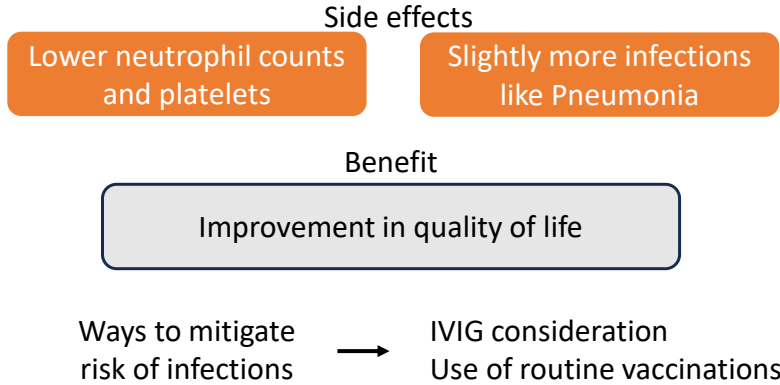 Side effects
Lower neutrophil counts
and platelets
Slightly more infections
like Pneumonia
Benefit
Improvement in quality of life
Ways to mitigate
risk of infections
IVIG consideration
Use of routine vaccinations